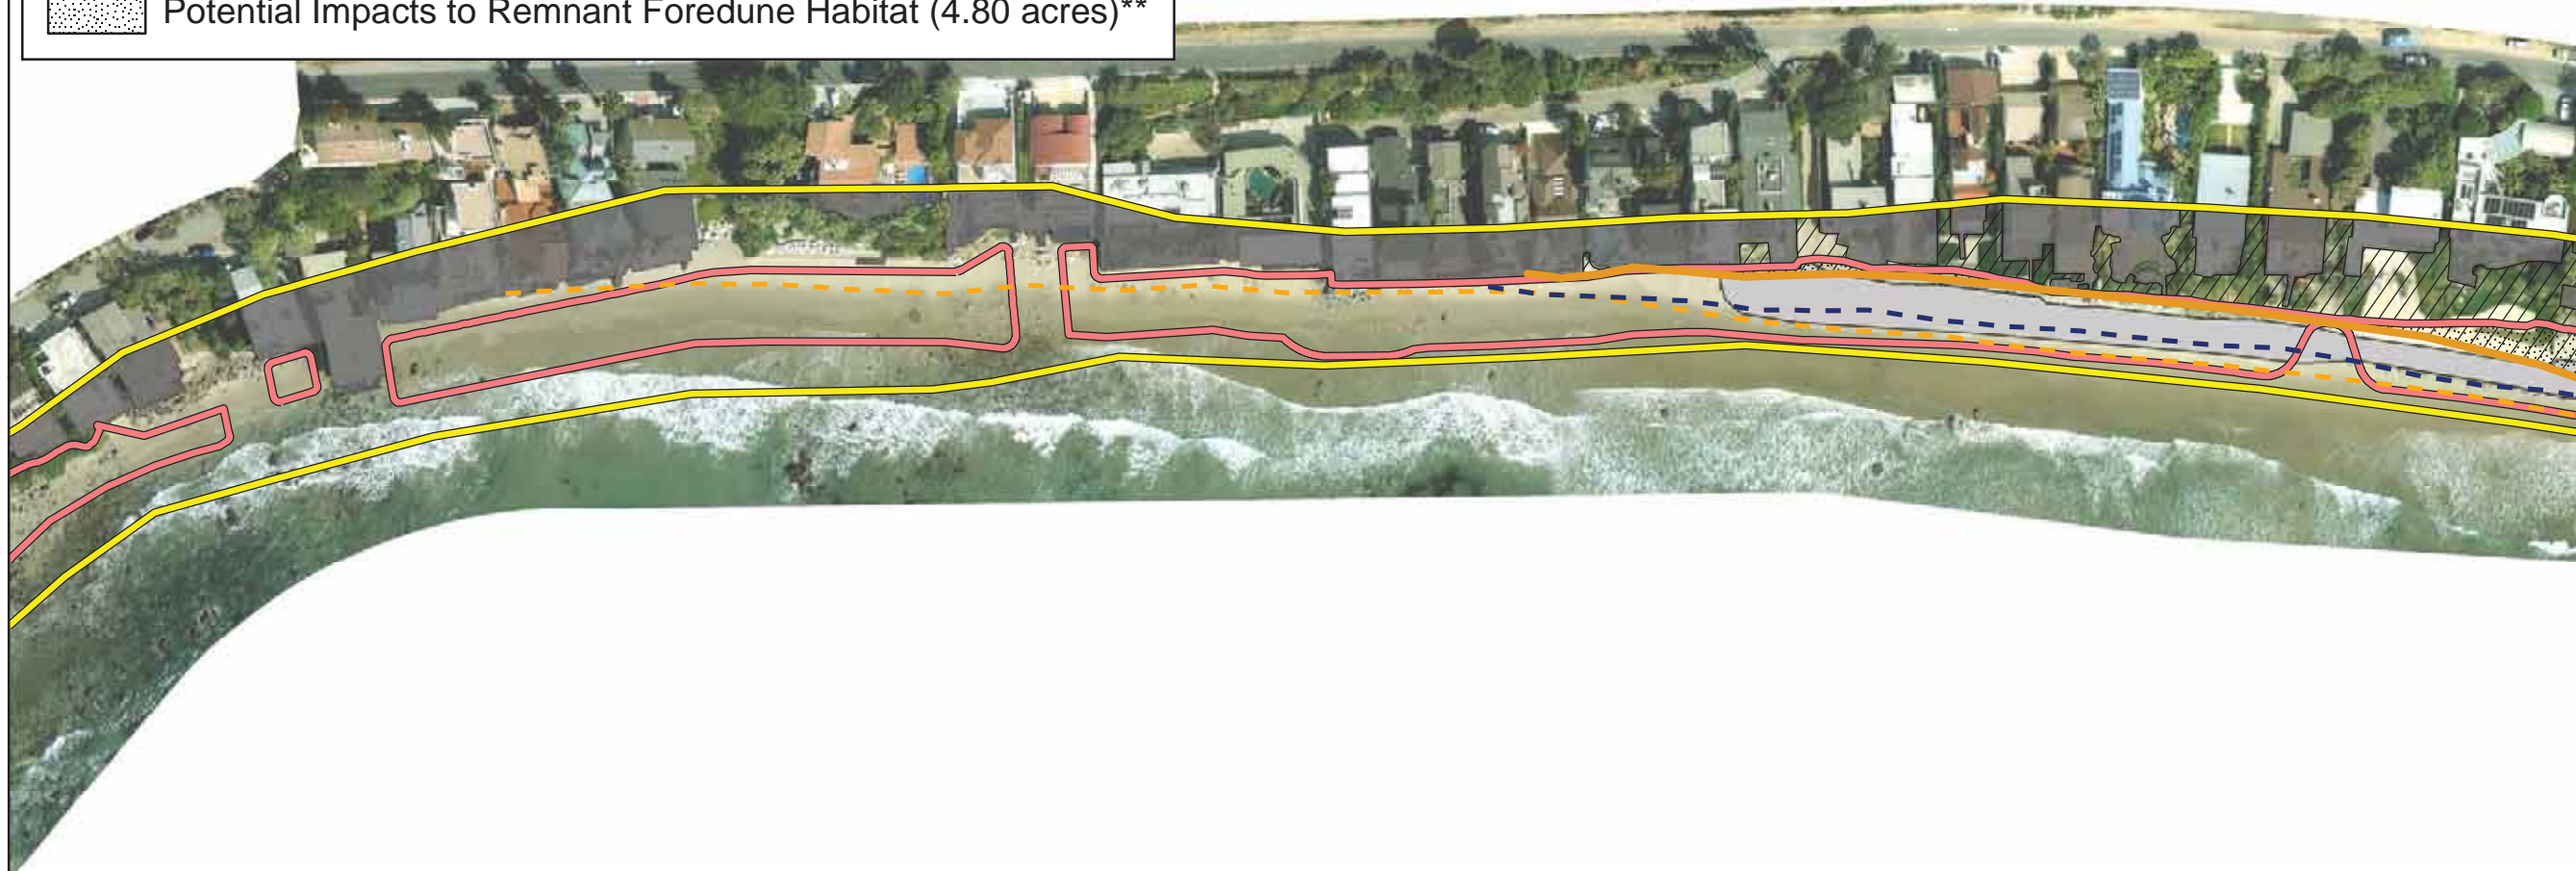 Potential Impacts to Remnant Foredune Habitat (4.80 acres)**